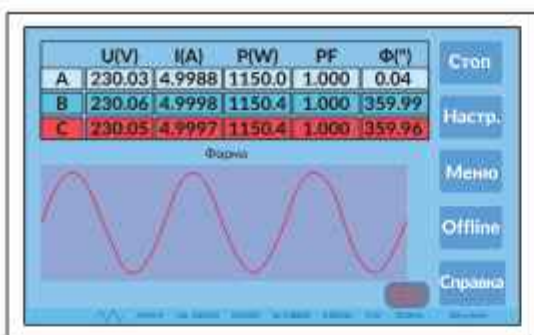 U(V) I(A) P(W) PF Φ(")
A 230.03 4.9988 1150.0 1.000 0.04
B 230.06 4.9998 1150.4 1.000 359.99
C 230.05 4.9997 1150.4 1.000 359.96
Форма
Стоп
Настр.
Меню
Offline
Справка